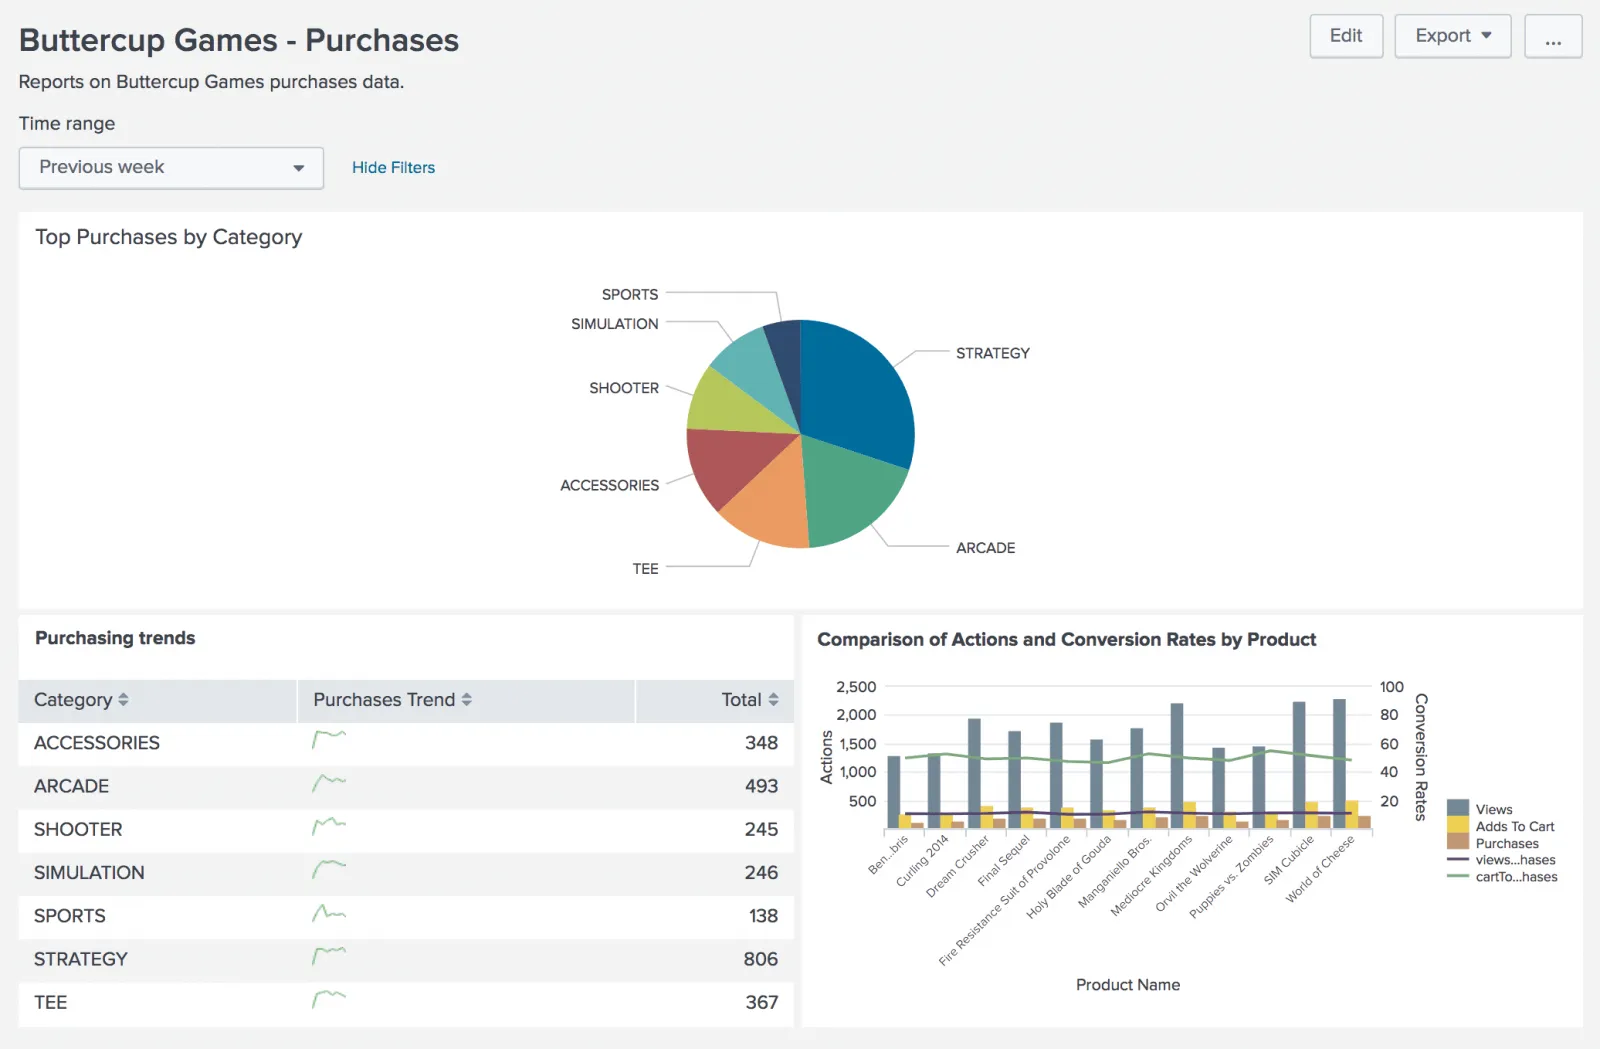 Buttercup Games - Purchases
Edit
Export
...
Reports on Buttercup Games purchases data.
Time range
Previous week
Hide Filters
Top Purchases by Category
SPORTS
SIMULATION
STRATEGY
SHOOTER
ACCESSORIES
ARCADE
TEE
Purchasing trends
Category
Purchases Trend
Total
ACCESSORIES 348
ARCADE 493
SHOOTER 245
SIMULATION 246
SPORTS 138
STRATEGY 806
TEE 367
Comparison of Actions and Conversion Rates by Product
2,500
2,000
1,500
1,000
500
Actions
100
80
60
40
20
Conversion Rates
Ben...bris
Curling 2014
Dream Crusher
Final Sequel
Fire Resistance Suit of Provolone
Holy Blade of Gouda
Manganiello Bros.
Mediocre Kingdoms
Orvil the Wolverine
Puppies vs. Zombies
SIM Cubicle
World of Cheese
Product Name
Views
Adds To Cart
Purchases
views...hases
cartTo...hases